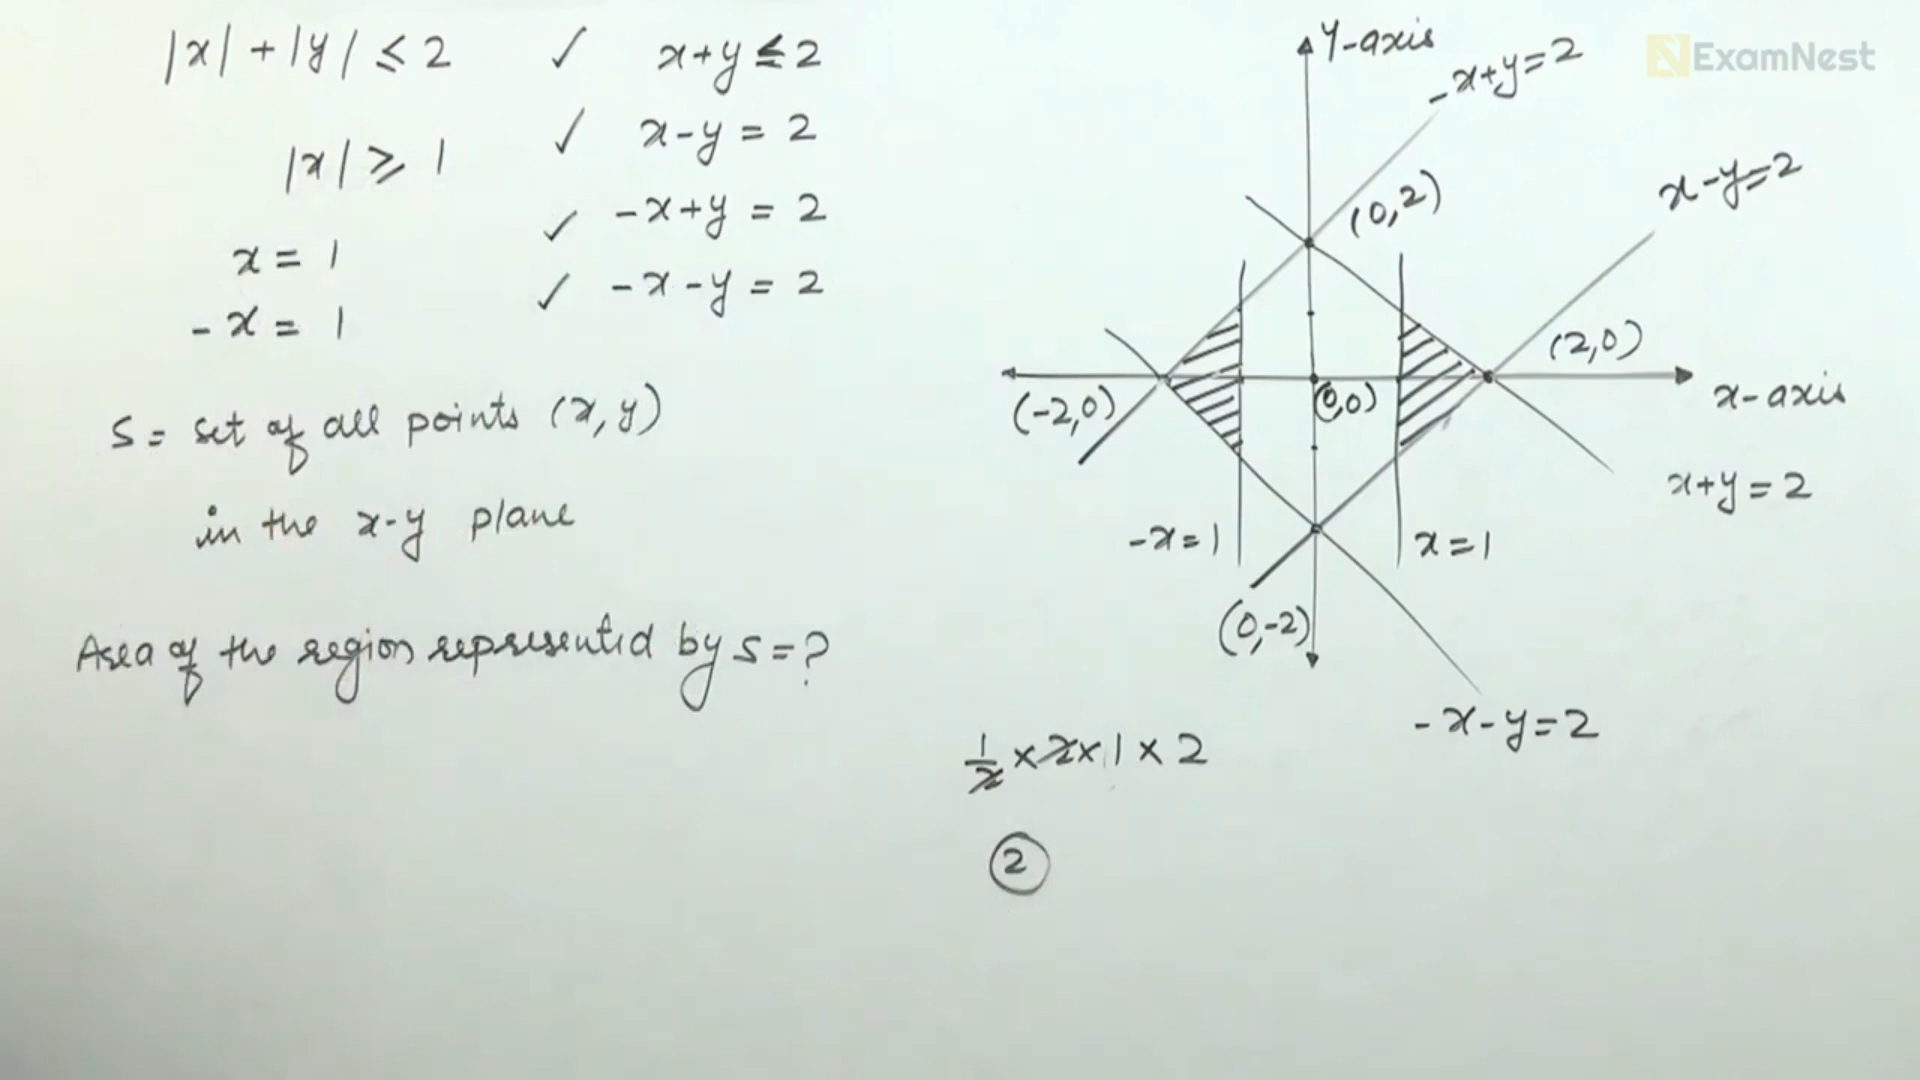 |x| + |y| ≤ 2
|x| ≥ 1
x = 1
-x = 1
✓ x+y ≤ 2
✓ x-y = 2
✓ -x+y = 2
✓ -x-y = 2
S = set of all points (x, y)
in the x-y plane
Area of the region represented by S = ?
Y-axis
-x+y=2
ExamNest
x-y=2
(0,2)
(2,0)
(-2,0)
(0,0)
x-axis
x+y=2
-x=1
x=1
(0,-2)
-x-y=2
1/2 × 2 × 1 × 2
2